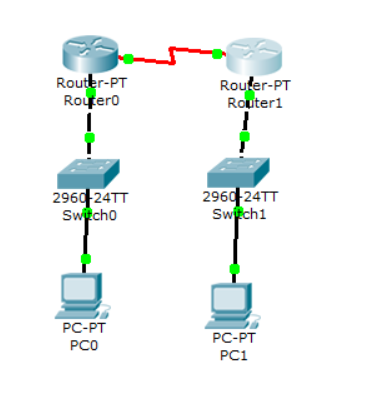 Router-PT
Router0
Router-PT
Router1
2960-24TT
Switch0
2960-24TT
Switch1
PC-PT
PC0
PC-PT
PC1